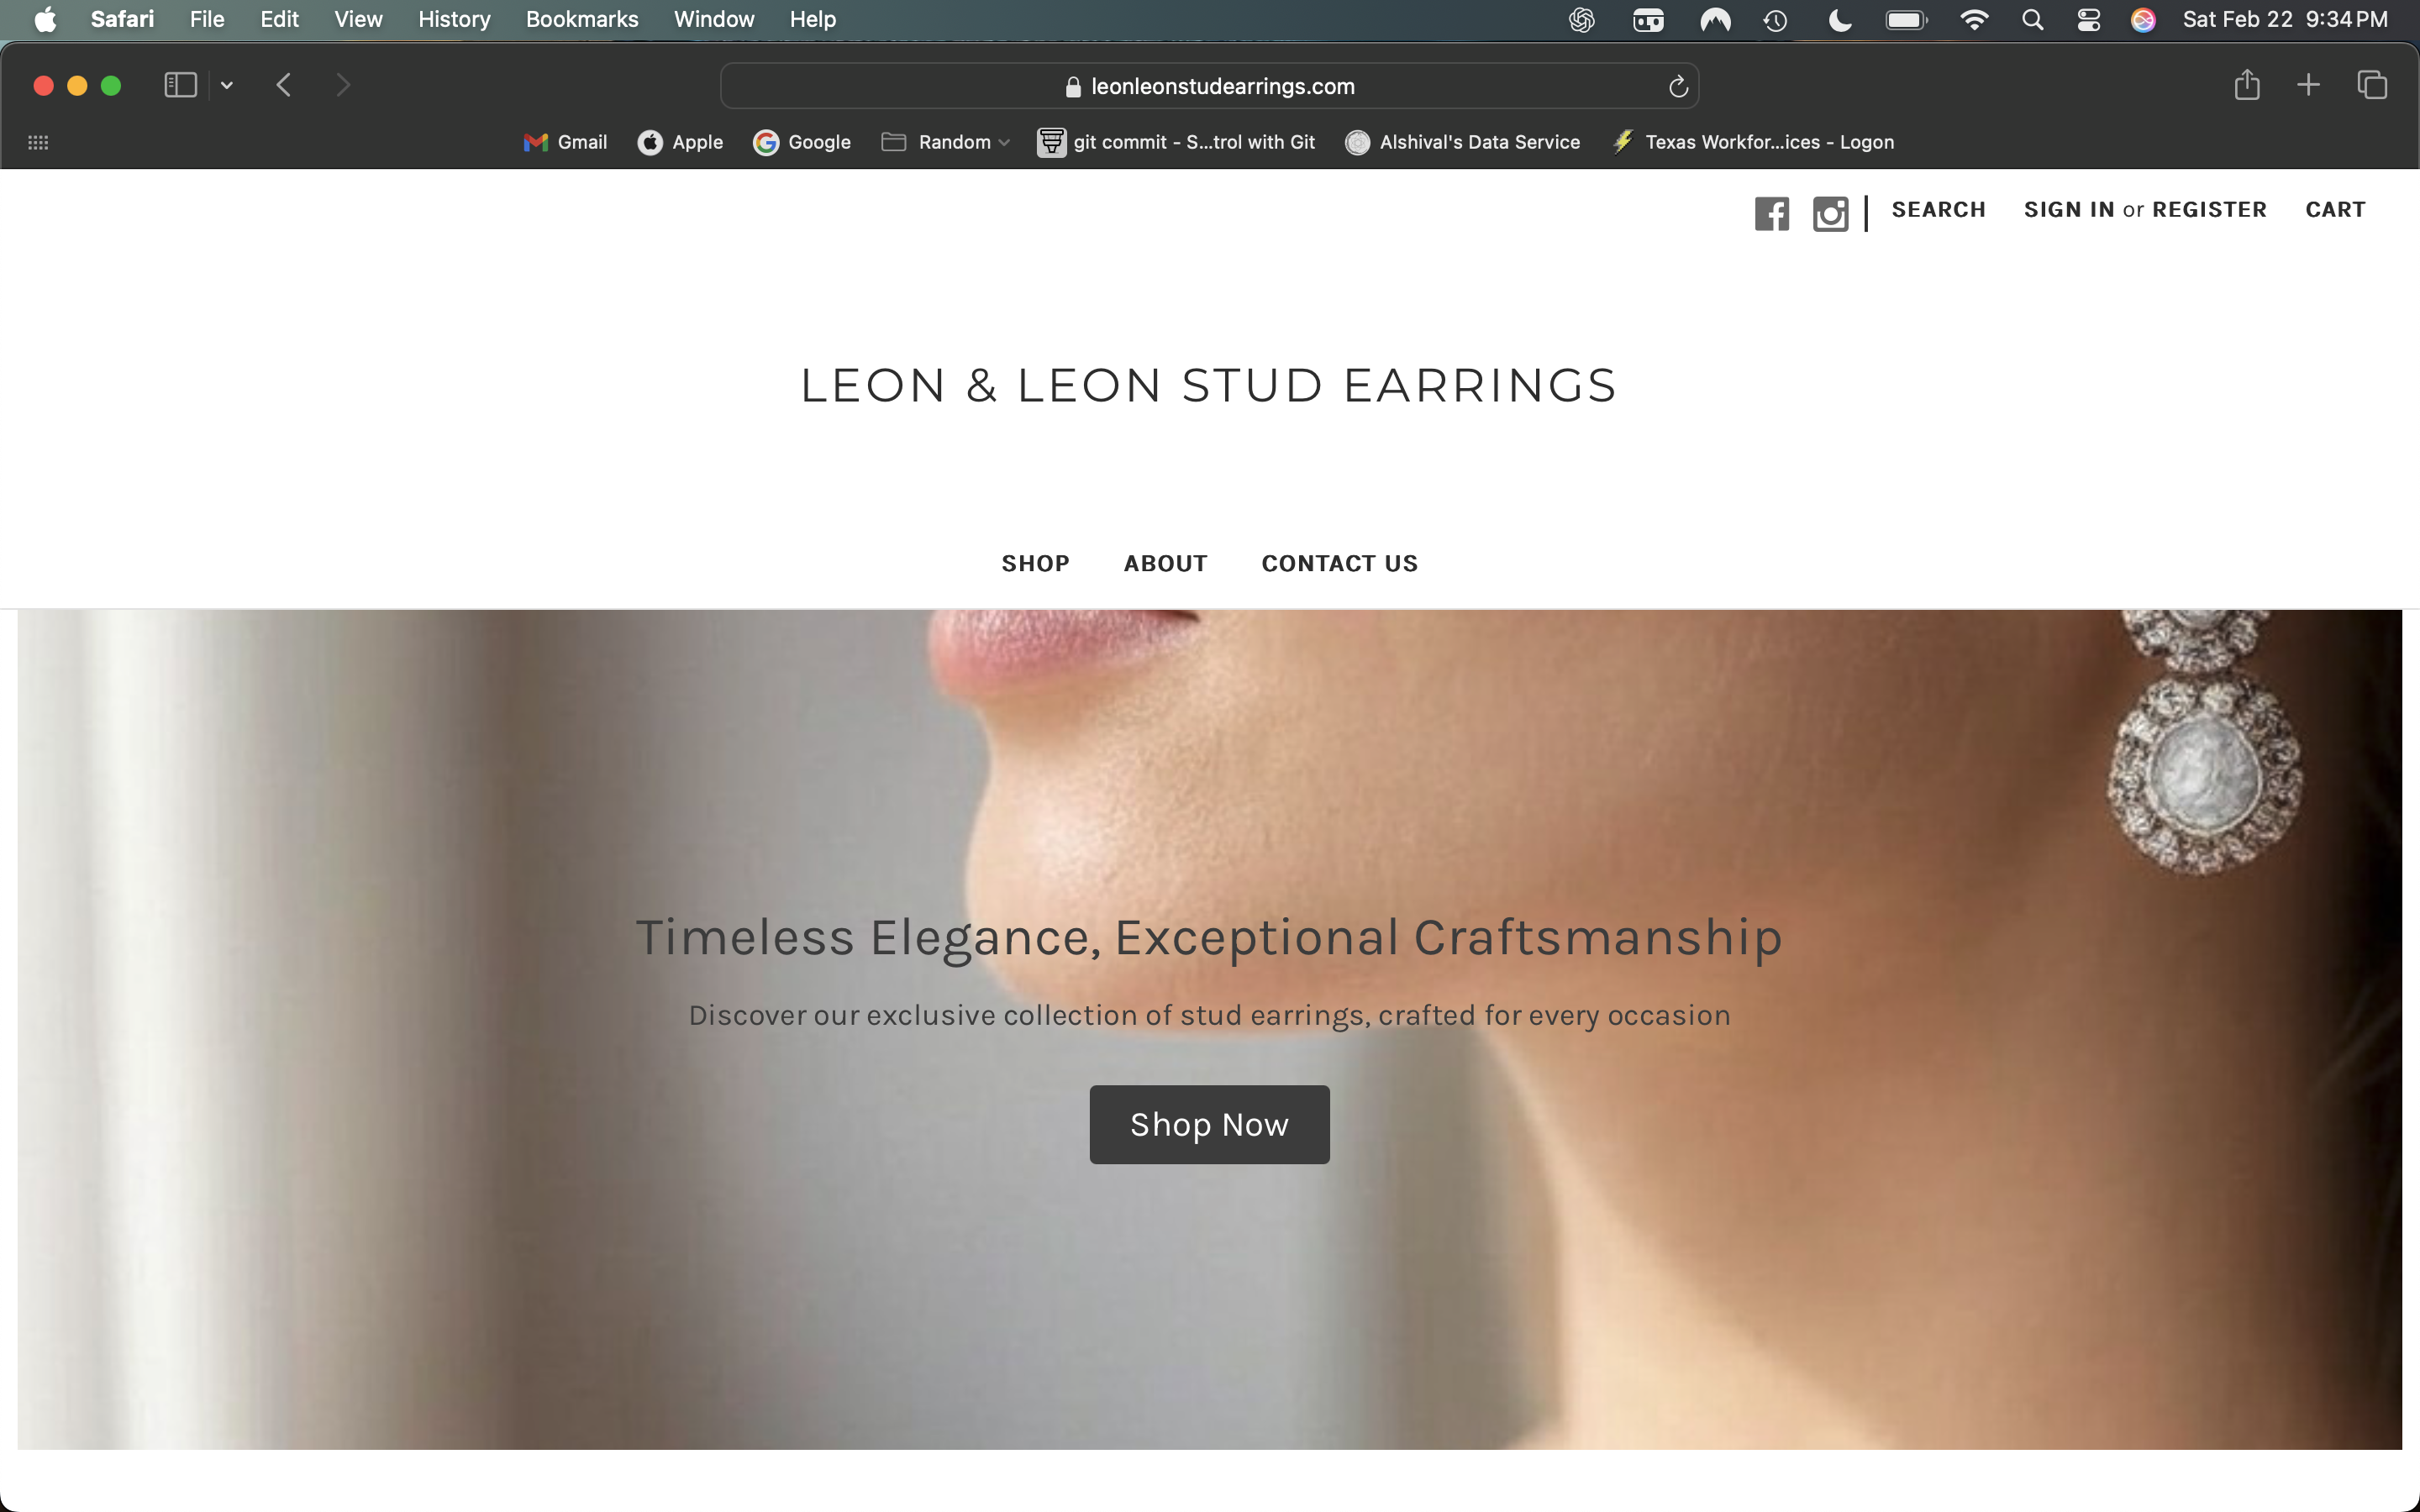 Safari File Edit View History Bookmarks Window Help Sat Feb 22 9:34 PM
leonleonstudearrings.com
Gmail Apple Google Random git commit - S...trol with Git Alshival's Data Service Texas Workfor...ices - Logon
SEARCH SIGN IN or REGISTER CART
LEON & LEON STUD EARRINGS
SHOP ABOUT CONTACT US
Timeless Elegance, Exceptional Craftsmanship
Discover our exclusive collection of stud earrings, crafted for every occasion
Shop Now